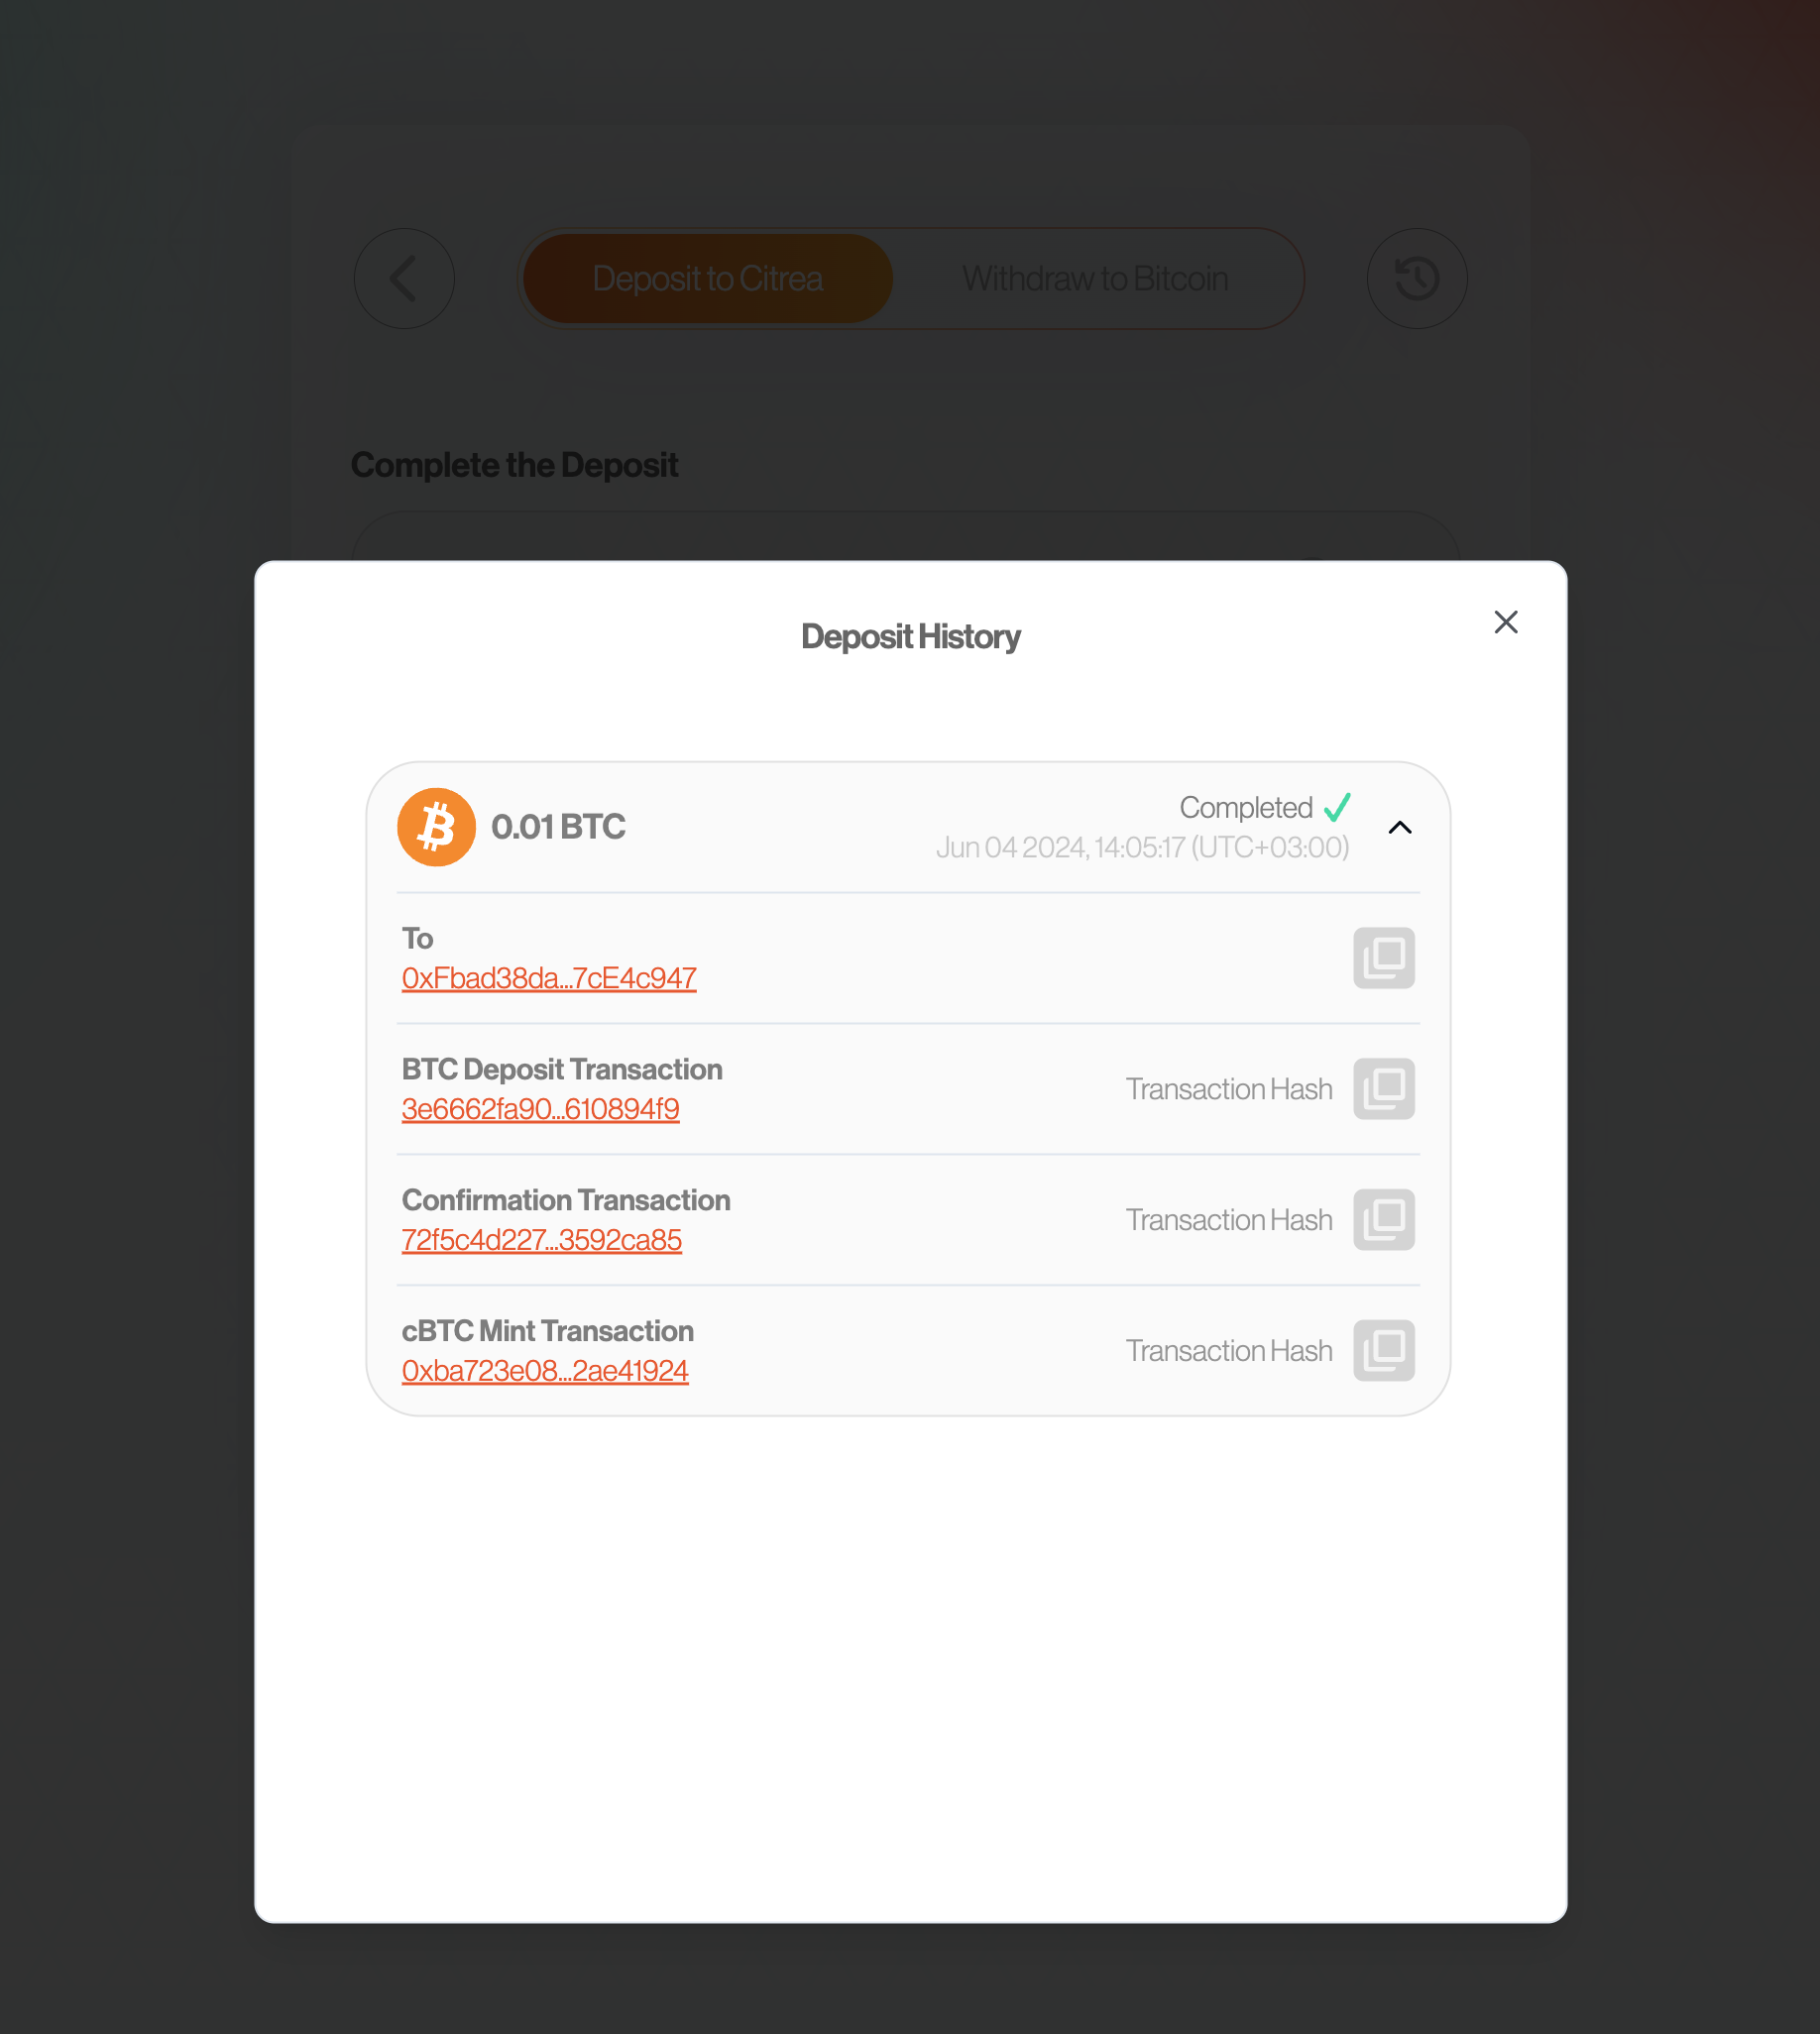 Deposit to Citrea
Withdraw to Bitcoin
Complete the Deposit
Deposit History
0.01 BTC
Completed
Jun 04 2024, 14:05:17 (UTC+03:00)
To
0xFbad38da...7cE4c947
BTC Deposit Transaction
3e6662fa90...610894f9
Transaction Hash
Confirmation Transaction
72f5c4d227...3592ca85
Transaction Hash
cBTC Mint Transaction
0xba723e08...2ae41924
Transaction Hash